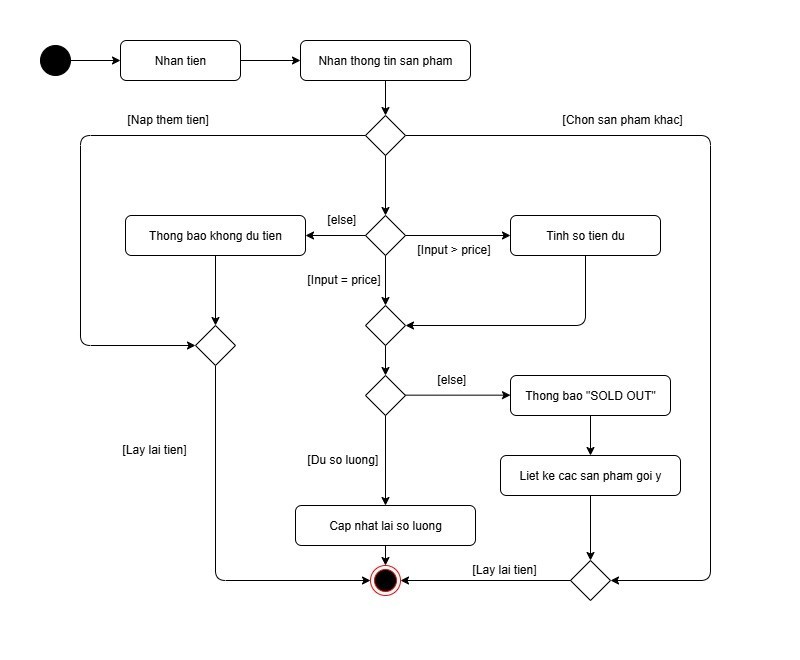 Nhan tien
Nhan thong tin san pham
[Nap them tien]
[Chon san pham khac]
[else]
Thong bao khong du tien
[Input > price]
Tinh so tien du
[Input = price]
[else]
Thong bao "SOLD OUT"
[Lay lai tien]
[Du so luong]
Liet ke cac san pham goi y
Cap nhat lai so luong
[Lay lai tien]